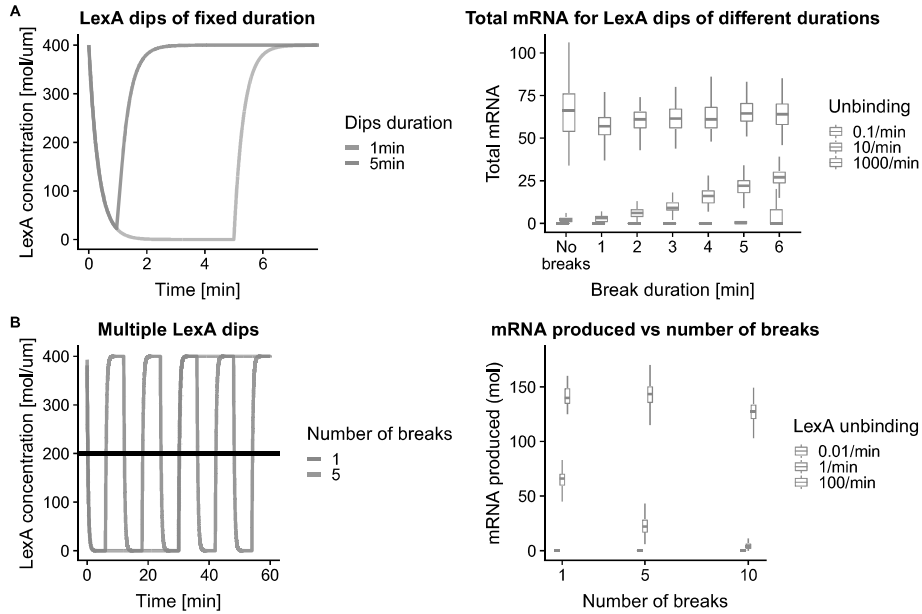 A
LexA dips of fixed duration
LexA concentration [mol/um]
400
300
200
100
0
0
2
4
6
Time [min]
Dips duration
1min
5min
Total mRNA for LexA dips of different durations
Total mRNA
100
75
50
25
0
No
breaks
1
2
3
4
5
6
Break duration [min]
Unbinding
0.1/min
10/min
1000/min
B
Multiple LexA dips
LexA concentration [mol/um]
400
300
200
100
0
0
20
40
60
Time [min]
Number of breaks
1
5
mRNA produced vs number of breaks
mRNA produced (mol)
150
100
50
0
1
5
10
Number of breaks
LexA unbinding
0.01/min
1/min
100/min